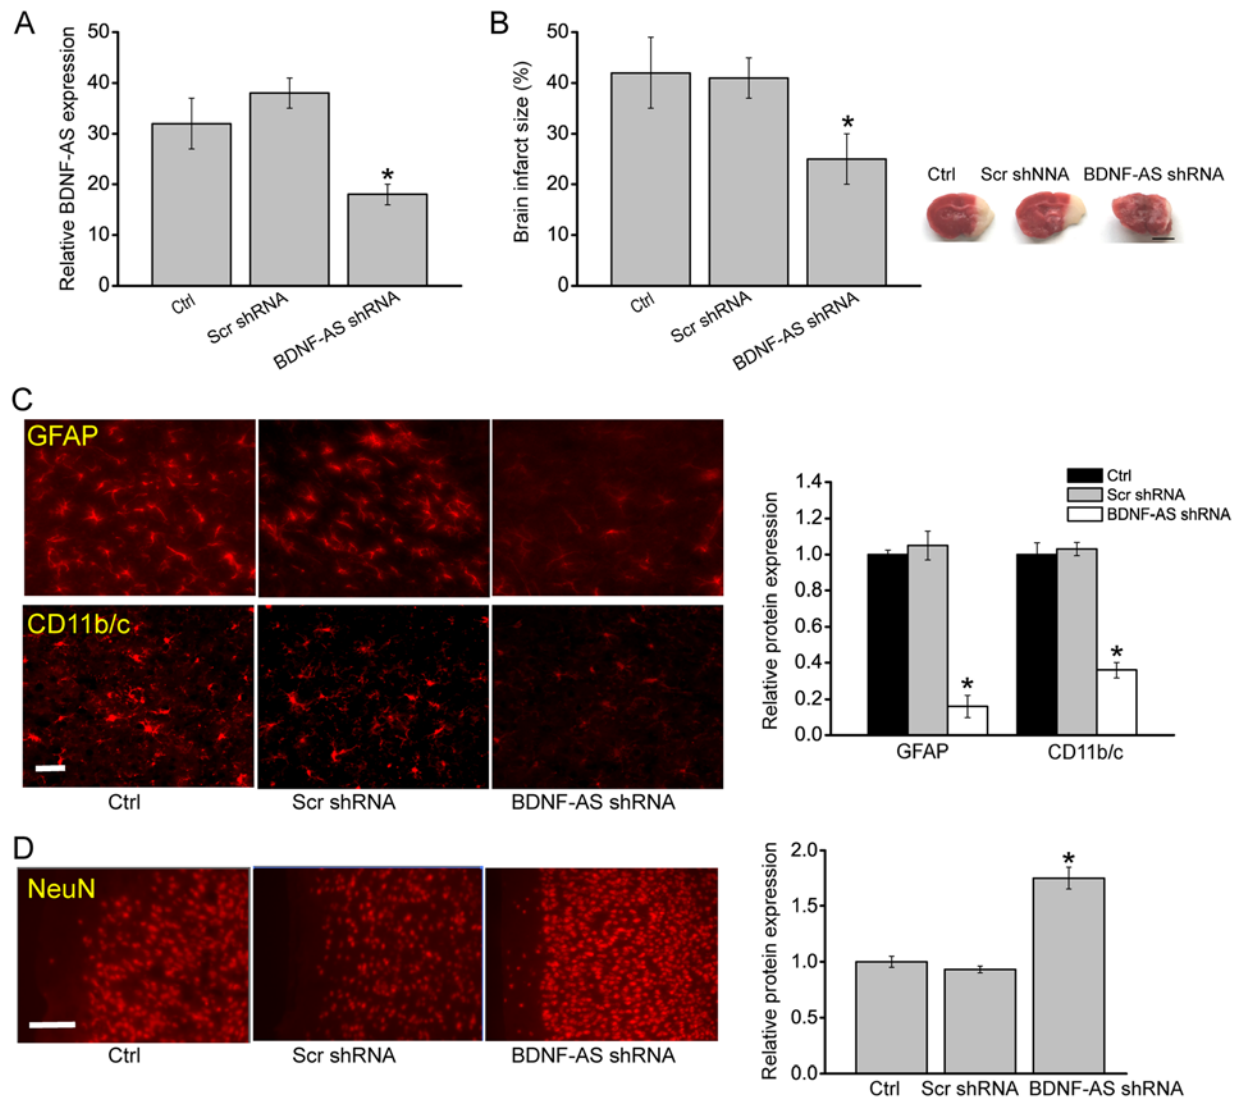 A
Relative BDNF-AS expression
50
40
30
20
10
0
*
Ctrl
Scr shRNA
BDNF-AS shRNA
B
Brain infarct size (%)
50
40
30
20
10
0
*
Ctrl
Scr shRNA
BDNF-AS shRNA
Ctrl Scr shNNA BDNF-AS shRNA
C
GFAP
CD11b/c
Ctrl Scr shRNA BDNF-AS shRNA
Relative protein expression
1.4
1.2
1.0
0.8
0.6
0.4
0.2
0.0
Ctrl
Scr shRNA
BDNF-AS shRNA
*
*
GFAP CD11b/c
D
NeuN
Ctrl Scr shRNA BDNF-AS shRNA
Relative protein expression
2.0
1.5
1.0
0.5
0.0
*
Ctrl Scr shRNA BDNF-AS shRNA